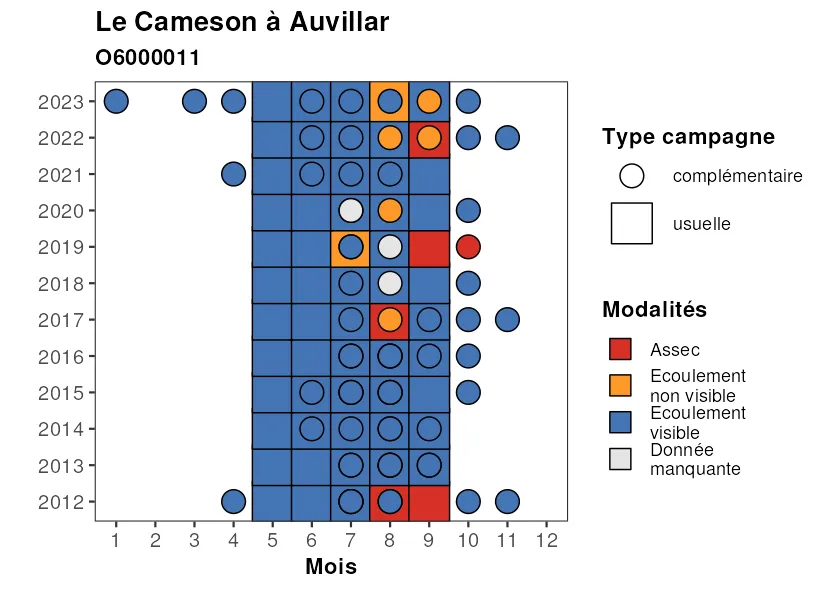 Le Cameson à Auvillar
O6000011
2023
2022
2021
2020
2019
2018
2017
2016
2015
2014
2013
2012
1 2 3 4 5 6 7 8 9 10 11 12
Mois
Type campagne
complémentaire
usuelle
Modalités
Assec
Ecoulement
non visible
Ecoulement
visible
Donnée
manquante